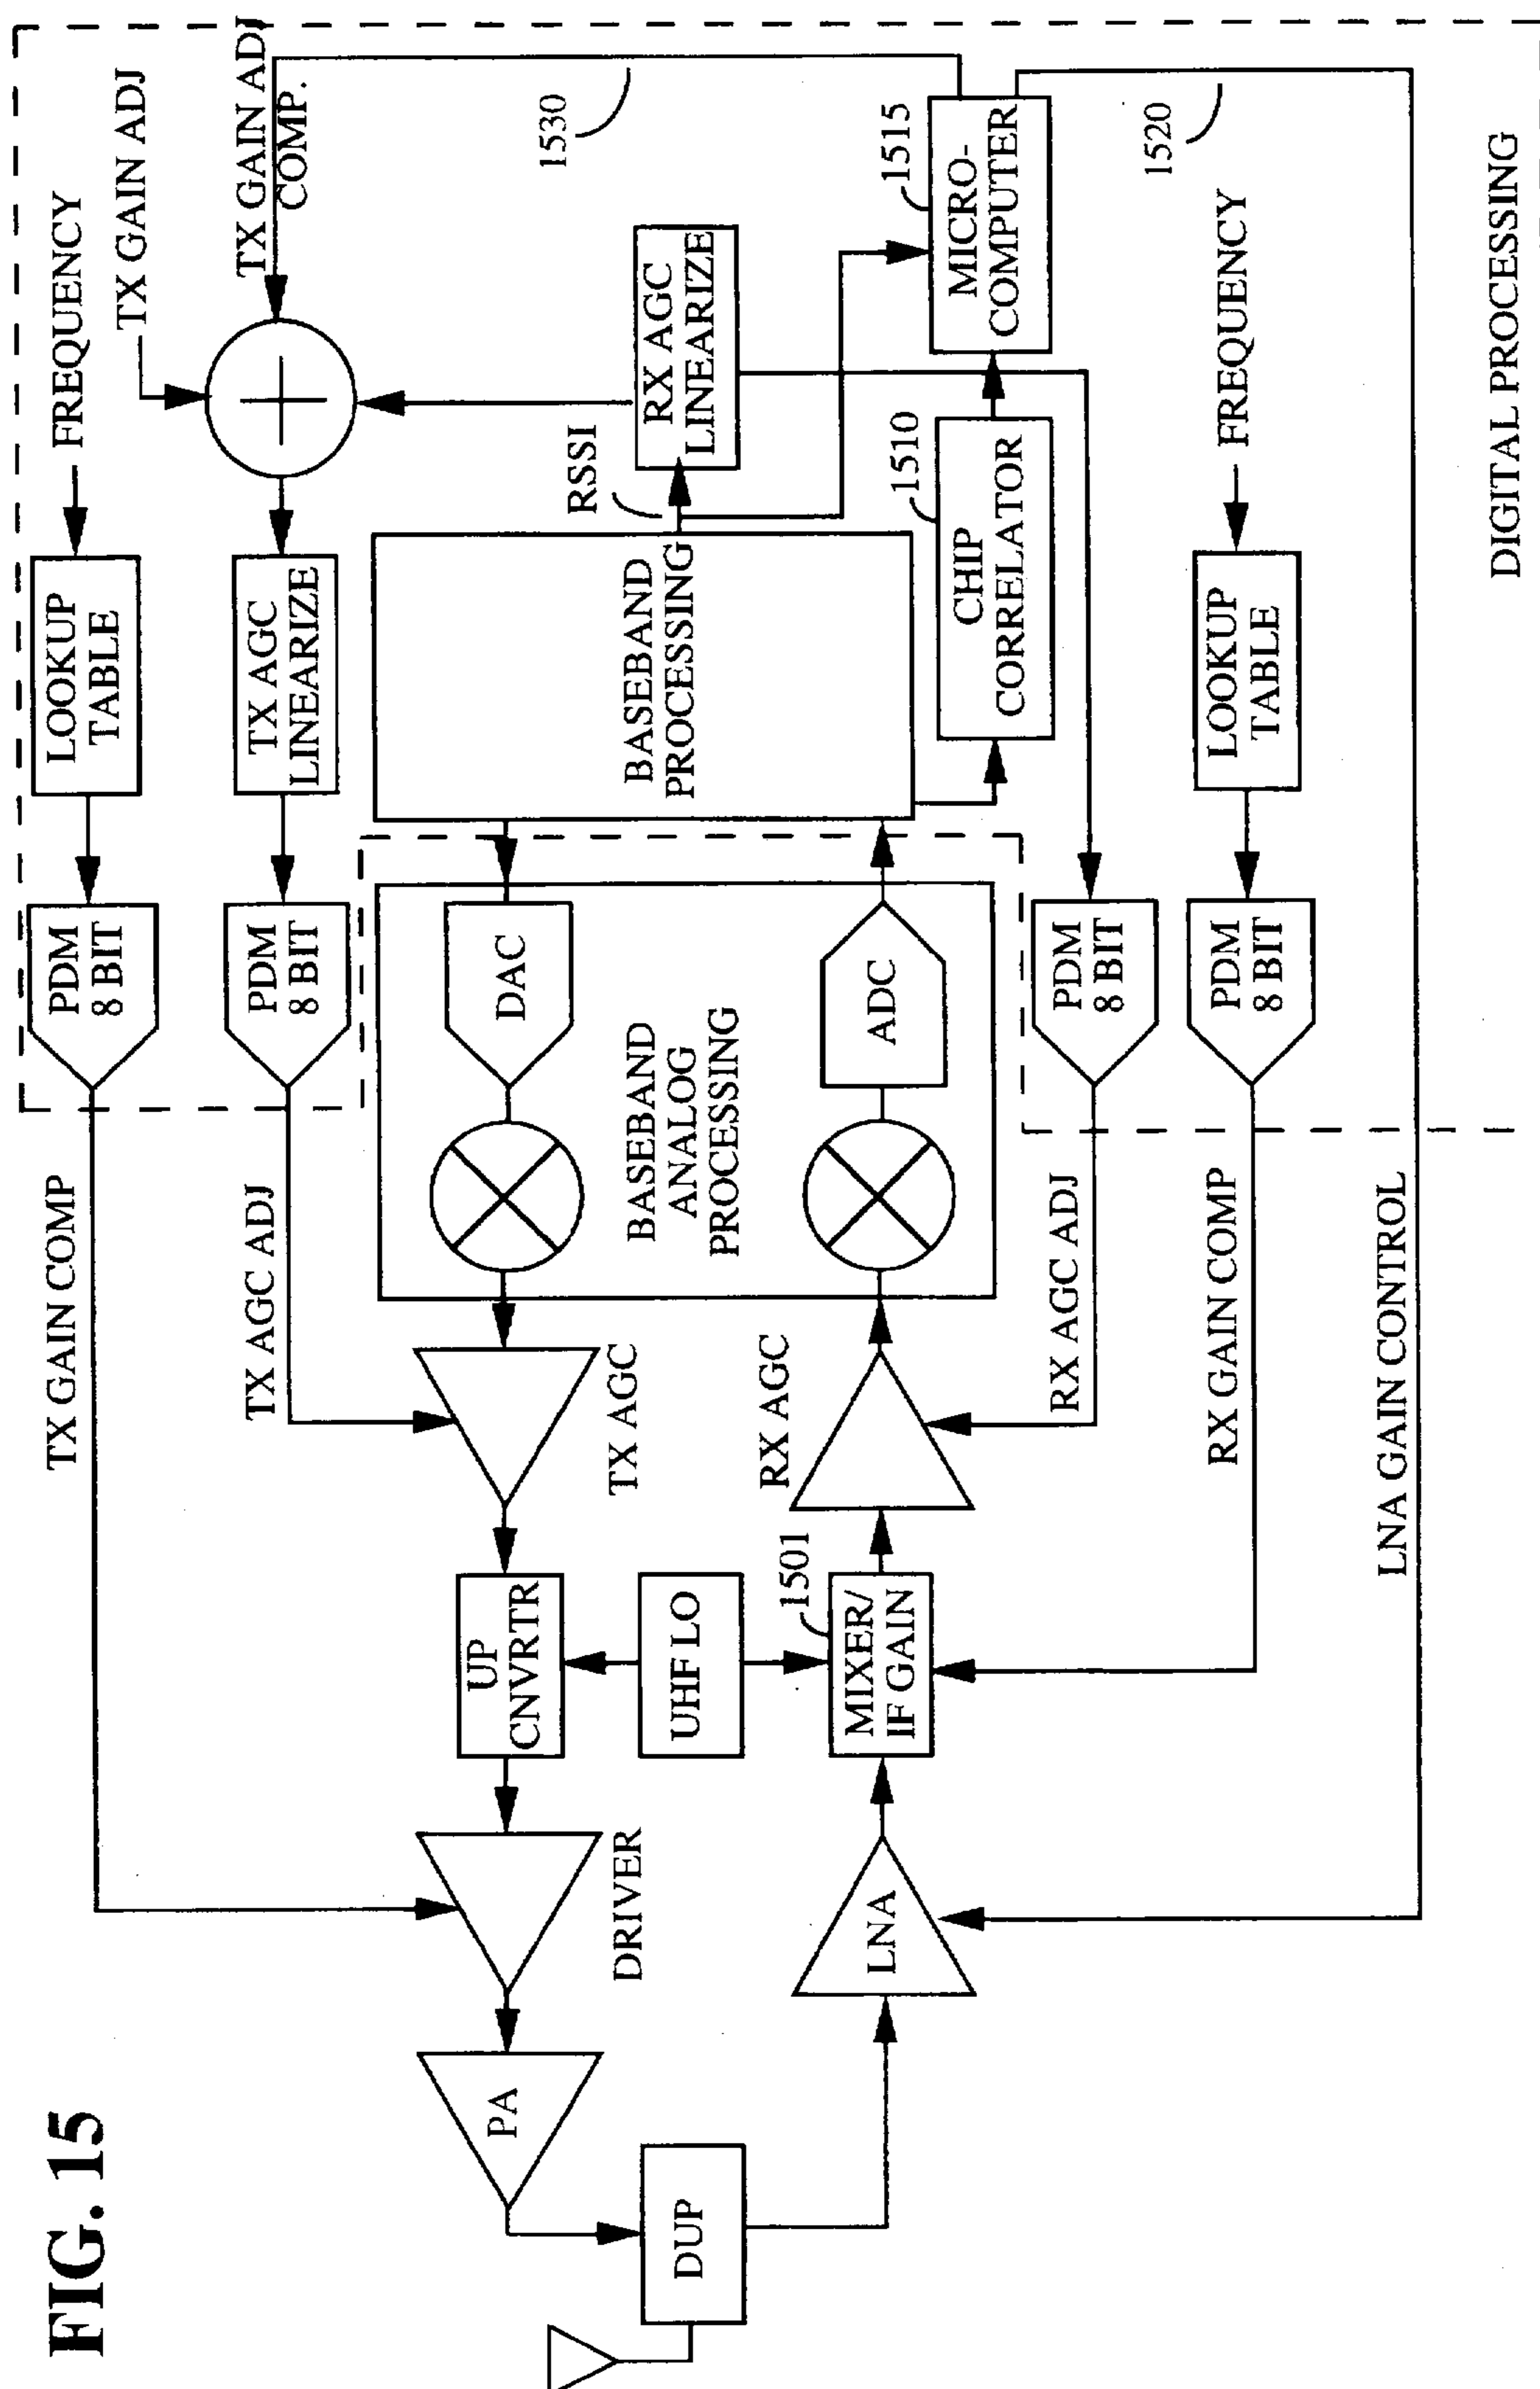 FIG. 15
TX GAIN COMP
PDM
8 BIT
LOOKUP
TABLE
FREQUENCY
TX GAIN ADJ
TX AGC ADJ
PDM
8 BIT
TX AGC
LINEARIZE
TX GAIN ADJ
COMP.
PA
DRIVER
UP
CNVRTR
TX AGC
DAC
BASEBAND
ANALOG
PROCESSING
BASEBAND
PROCESSING
RSSI
RX AGC
LINEARIZE
1530
DUP
UHF LO
LNA
MIXER/
IF GAIN
1501
RX AGC
ADC
CHIP
CORRELATOR
1510
MICRO-
COMPUTER
1515
RX AGC ADJ
PDM
8 BIT
1520
RX GAIN COMP
PDM
8 BIT
LOOKUP
TABLE
FREQUENCY
LNA GAIN CONTROL
DIGITAL PROCESSING